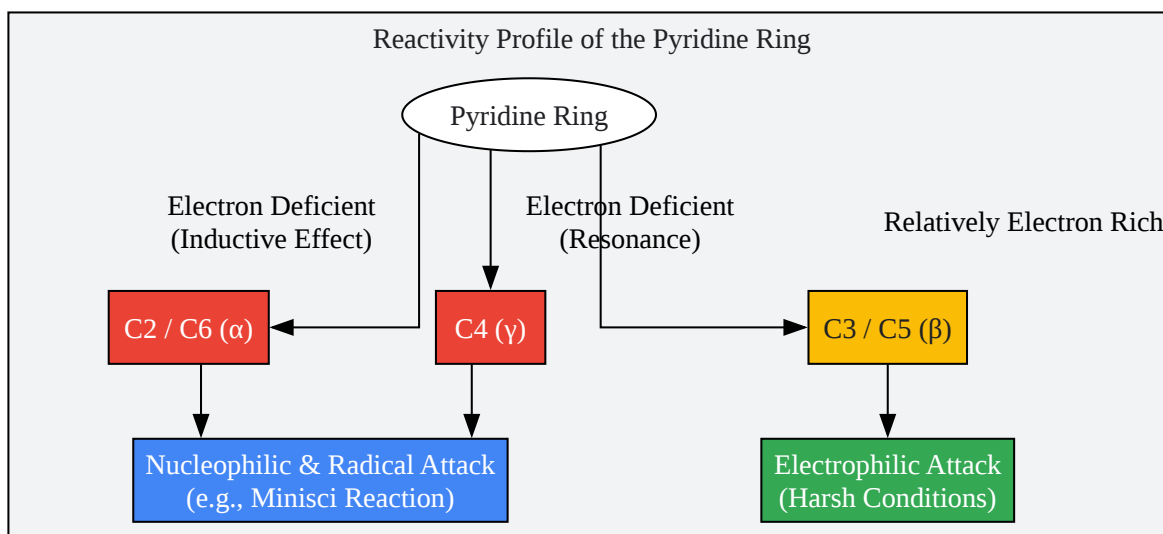 Reactivity Profile of the Pyridine Ring
Pyridine Ring
Electron Deficient
(Inductive Effect)
Electron Deficient
(Resonance)
Relatively Electron Rich
C2 / C6 (α)
C4 (γ)
C3 / C5 (β)
Nucleophilic & Radical Attack
(e.g., Minisci Reaction)
Electrophilic Attack
(Harsh Conditions)